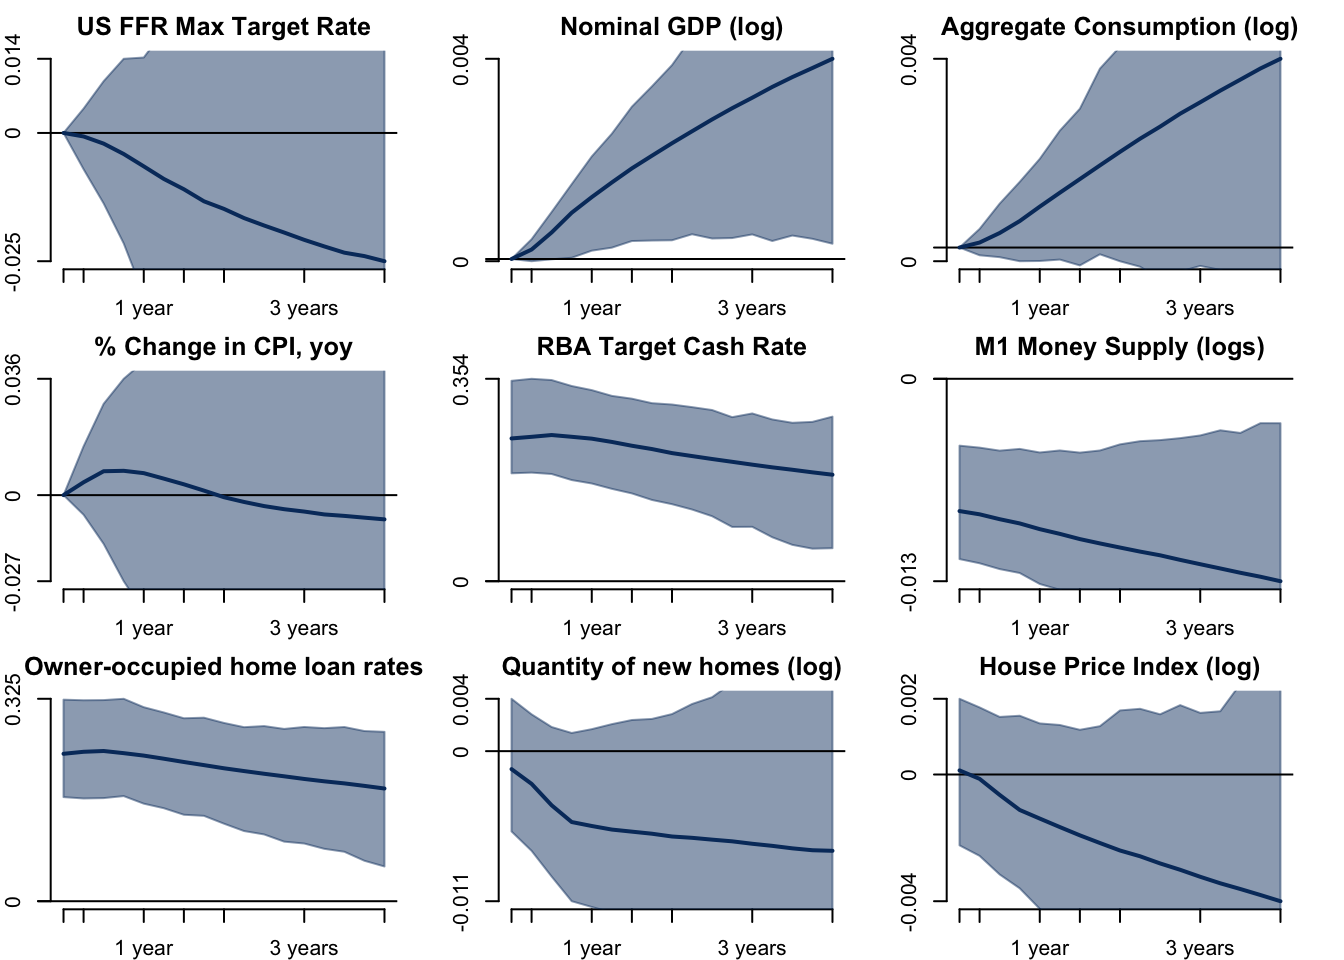 US FFR Max Target Rate
0.014
0
-0.025
1 year
3 years
Nominal GDP (log)
0.004
0
1 year
3 years
Aggregate Consumption (log)
0.004
0
1 year
3 years
% Change in CPI, yoy
0.036
0
-0.027
1 year
3 years
RBA Target Cash Rate
0.354
0
1 year
3 years
M1 Money Supply (logs)
0
-0.013
1 year
3 years
Owner-occupied home loan rates
0.325
0
1 year
3 years
Quantity of new homes (log)
0.004
0
-0.011
1 year
3 years
House Price Index (log)
0.002
0
-0.004
1 year
3 years